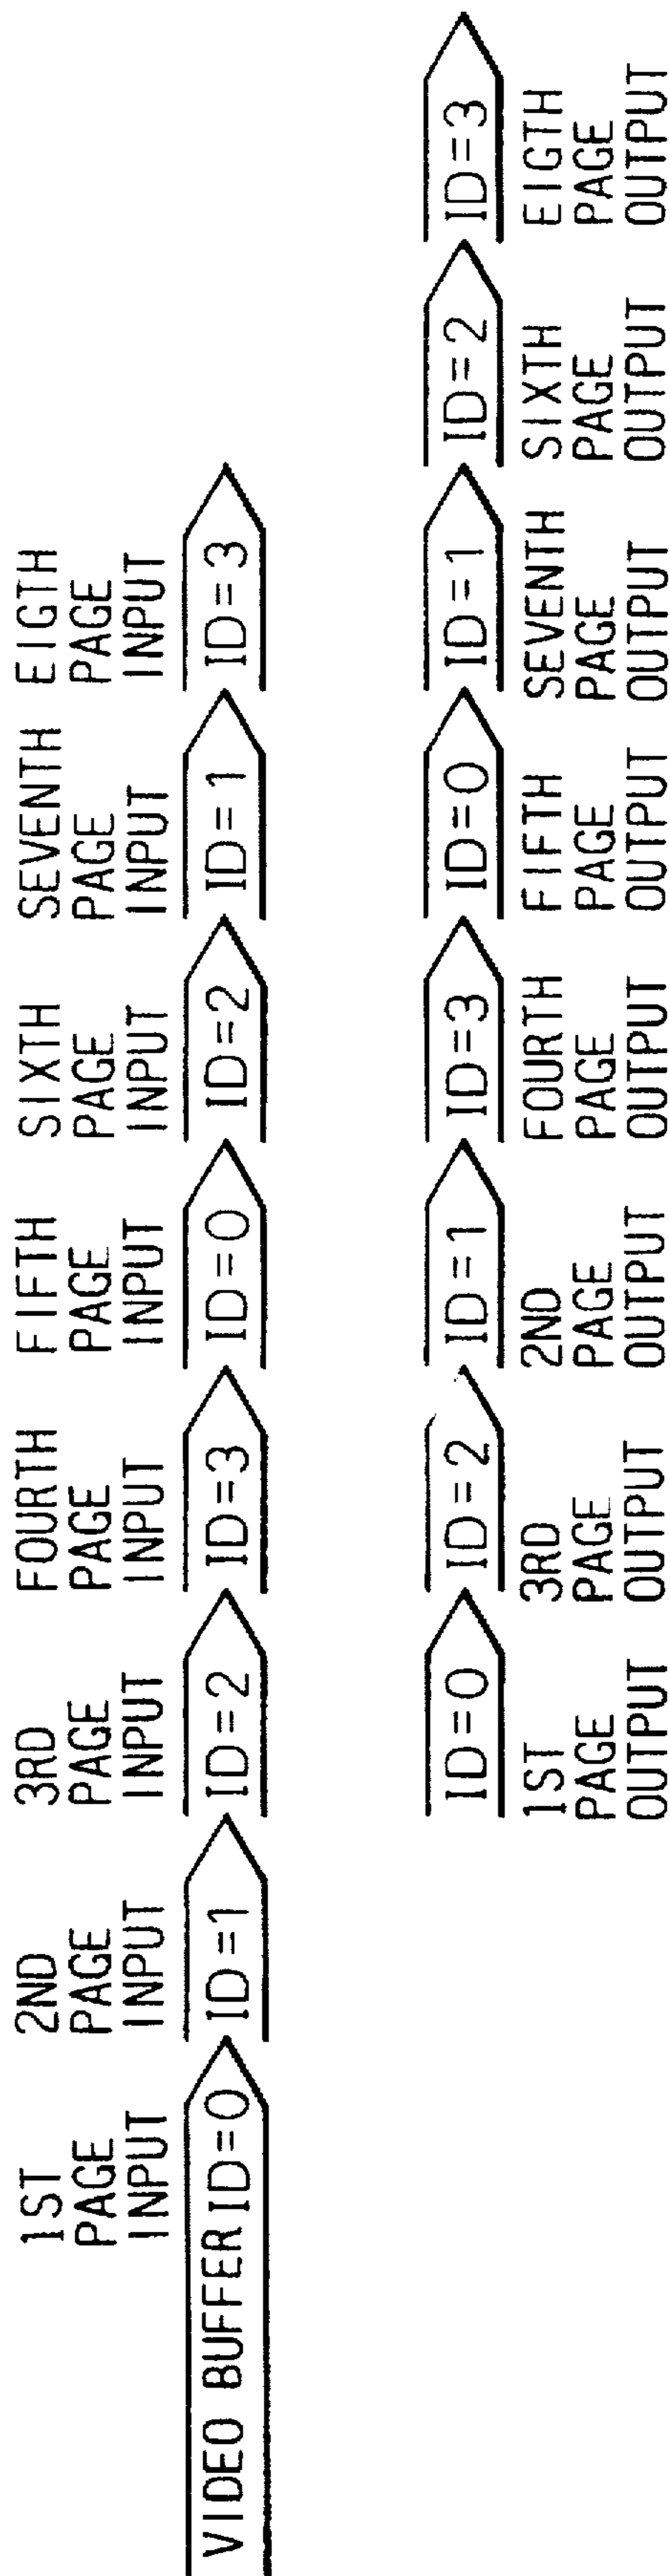 1ST
PAGE
INPUT
2ND
PAGE
INPUT
3RD
PAGE
INPUT
FOURTH
PAGE
INPUT
FIFTH
PAGE
INPUT
SIXTH
PAGE
INPUT
SEVENTH
PAGE
INPUT
EIGTH
PAGE
INPUT
VIDEO BUFFER ID=0
ID=1
ID=2
ID=3
ID=0
ID=2
ID=1
ID=3
ID=0
ID=2
ID=1
ID=3
ID=0
ID=1
ID=2
ID=3
1ST
PAGE
OUTPUT
3RD
PAGE
OUTPUT
2ND
PAGE
OUTPUT
FOURTH
PAGE
OUTPUT
FIFTH
PAGE
OUTPUT
SEVENTH
PAGE
OUTPUT
SIXTH
PAGE
OUTPUT
EIGTH
PAGE
OUTPUT